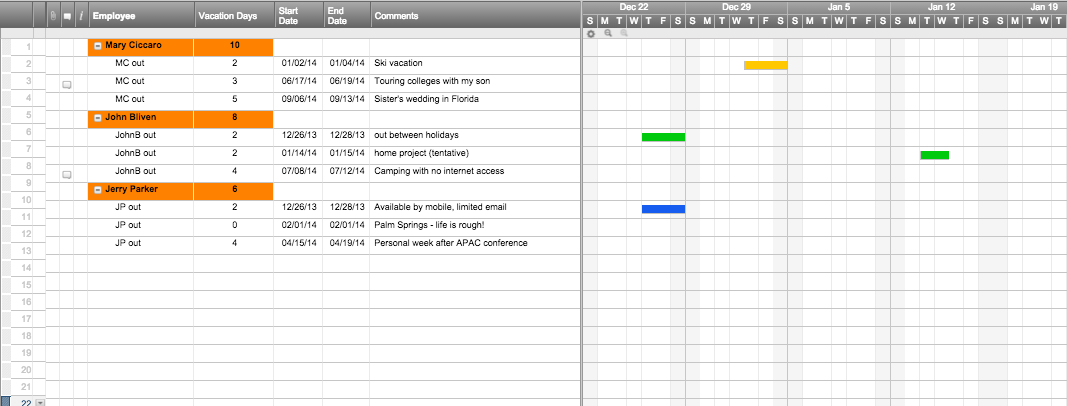 Dec 22 Dec 29 Jan 5 Jan 12 Jan 19
Employee Vacation Days Start Date End Date Comments S M T W T F S S M T W T F S S M T W T F S S M T W T F S S M T W T
1 Mary Ciccaro 10
2 MC out 2 01/02/14 01/04/14 Ski vacation
3 MC out 3 06/17/14 06/19/14 Touring colleges with my son
4 MC out 5 09/06/14 09/13/14 Sister's wedding in Florida
5 John Bliven 8
6 JohnB out 2 12/26/13 12/28/13 out between holidays
7 JohnB out 2 01/14/14 01/15/14 home project (tentative)
8 JohnB out 4 07/08/14 07/12/14 Camping with no internet access
9 Jerry Parker 6
10 JP out 2 12/26/13 12/28/13 Available by mobile, limited email
11 JP out 0 02/01/14 02/01/14 Palm Springs - life is rough!
12 JP out 4 04/15/14 04/19/14 Personal week after APAC conference
13
14
15
16
17
18
19
20
21
22